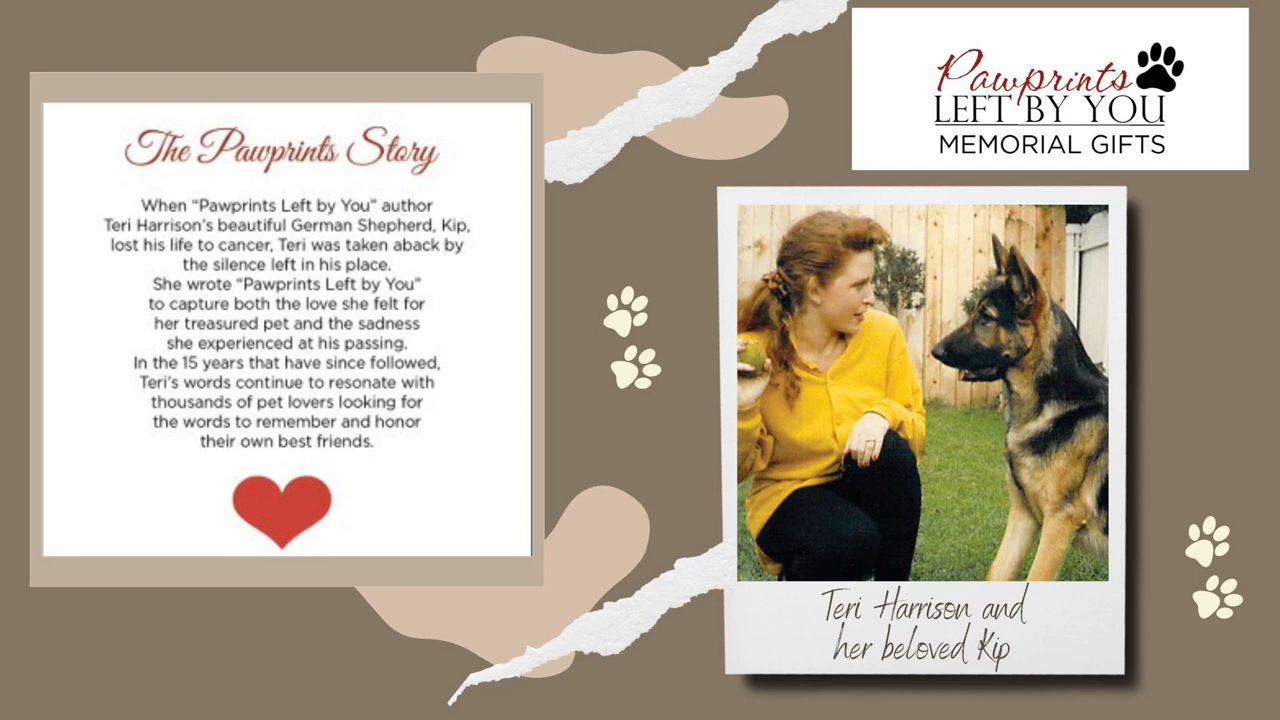 The Pawprints Story
When “Pawprints Left by You” author
Teri Harrison’s beautiful German Shepherd, Kip,
lost his life to cancer, Teri was taken aback by
the silence left in his place.
She wrote “Pawprints Left by You”
to capture both the love she felt for
her treasured pet and the sadness
she experienced at his passing.
In the 15 years that have since followed,
Teri’s words continue to resonate with
thousands of pet lovers looking for
the words to remember and honor
their own best friends.
Pawprints
LEFT BY YOU
MEMORIAL GIFTS
Teri Harrison and
her beloved Kip